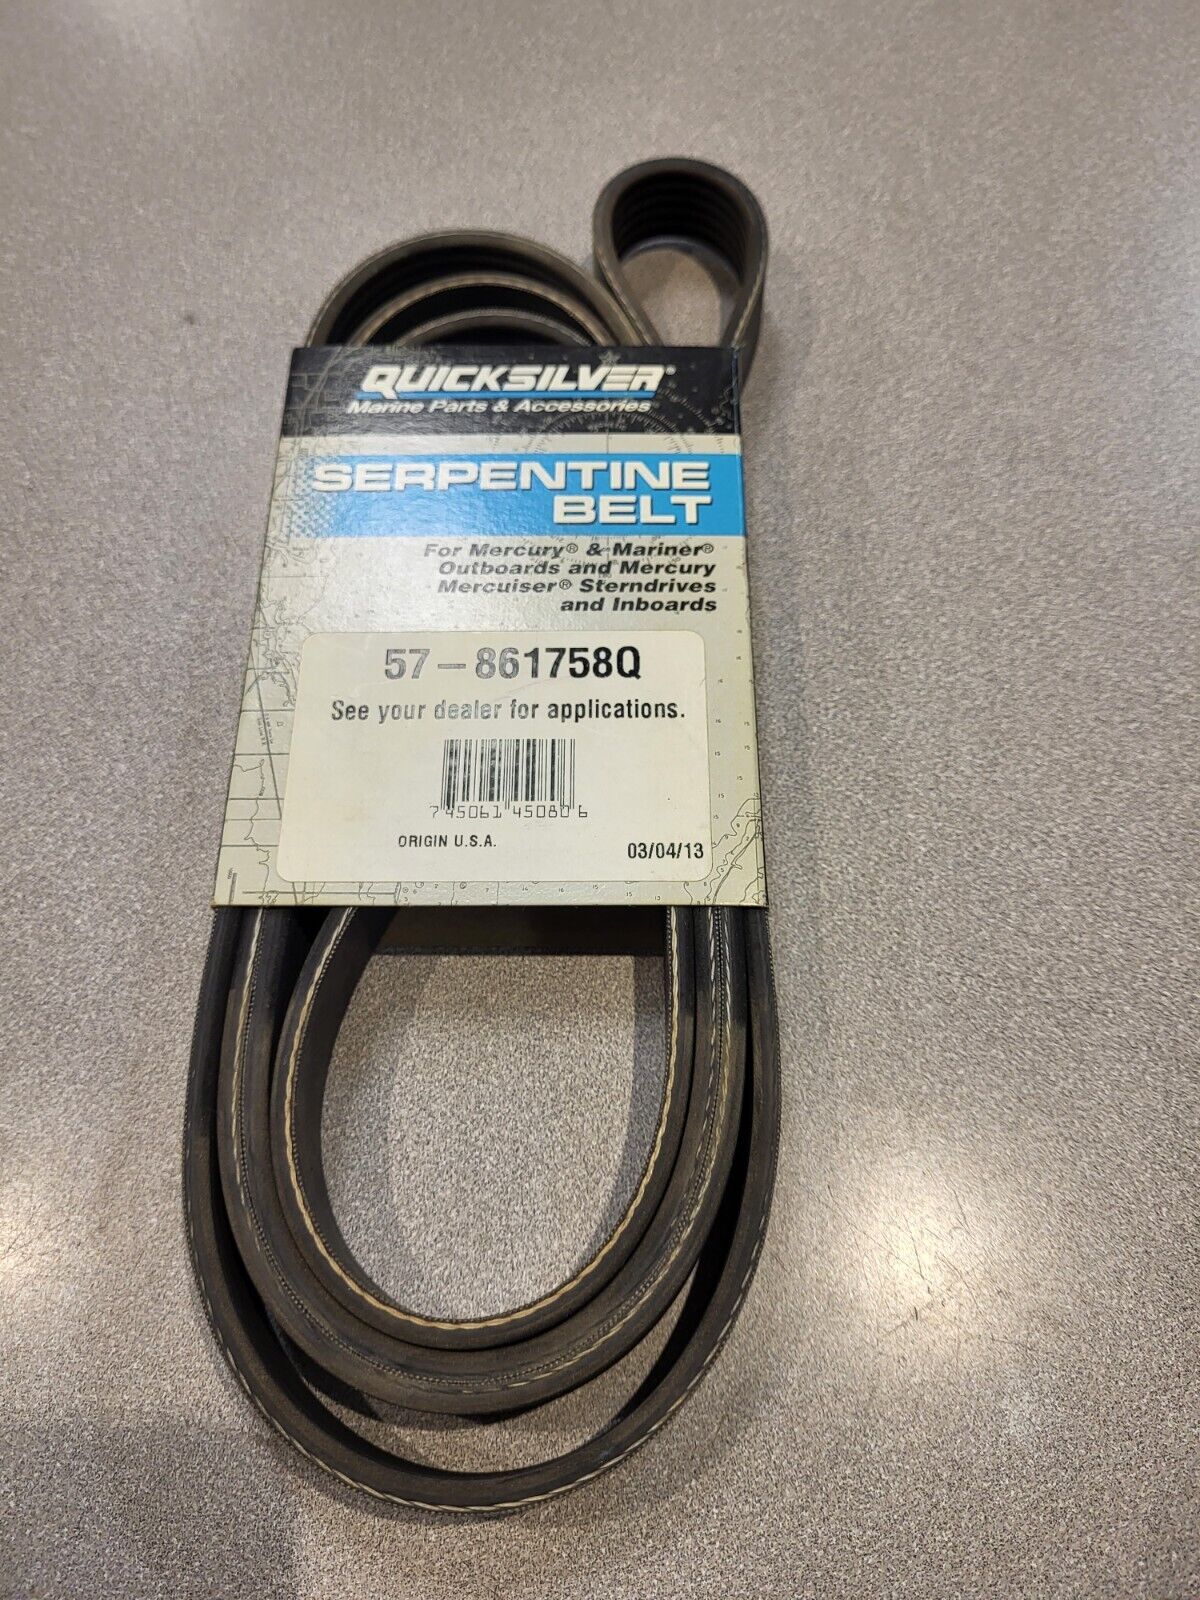 QUICKSILVER®
Marine Parts & Accessories
SERPENTINE
BELT
For Mercury® & Mariner®
Outboards and Mercury
Mercuiser® Sterndrives
and Inboards
57-861758Q
See your dealer for applications.
7 45061 45080 6
ORIGIN U.S.A.
03/04/13